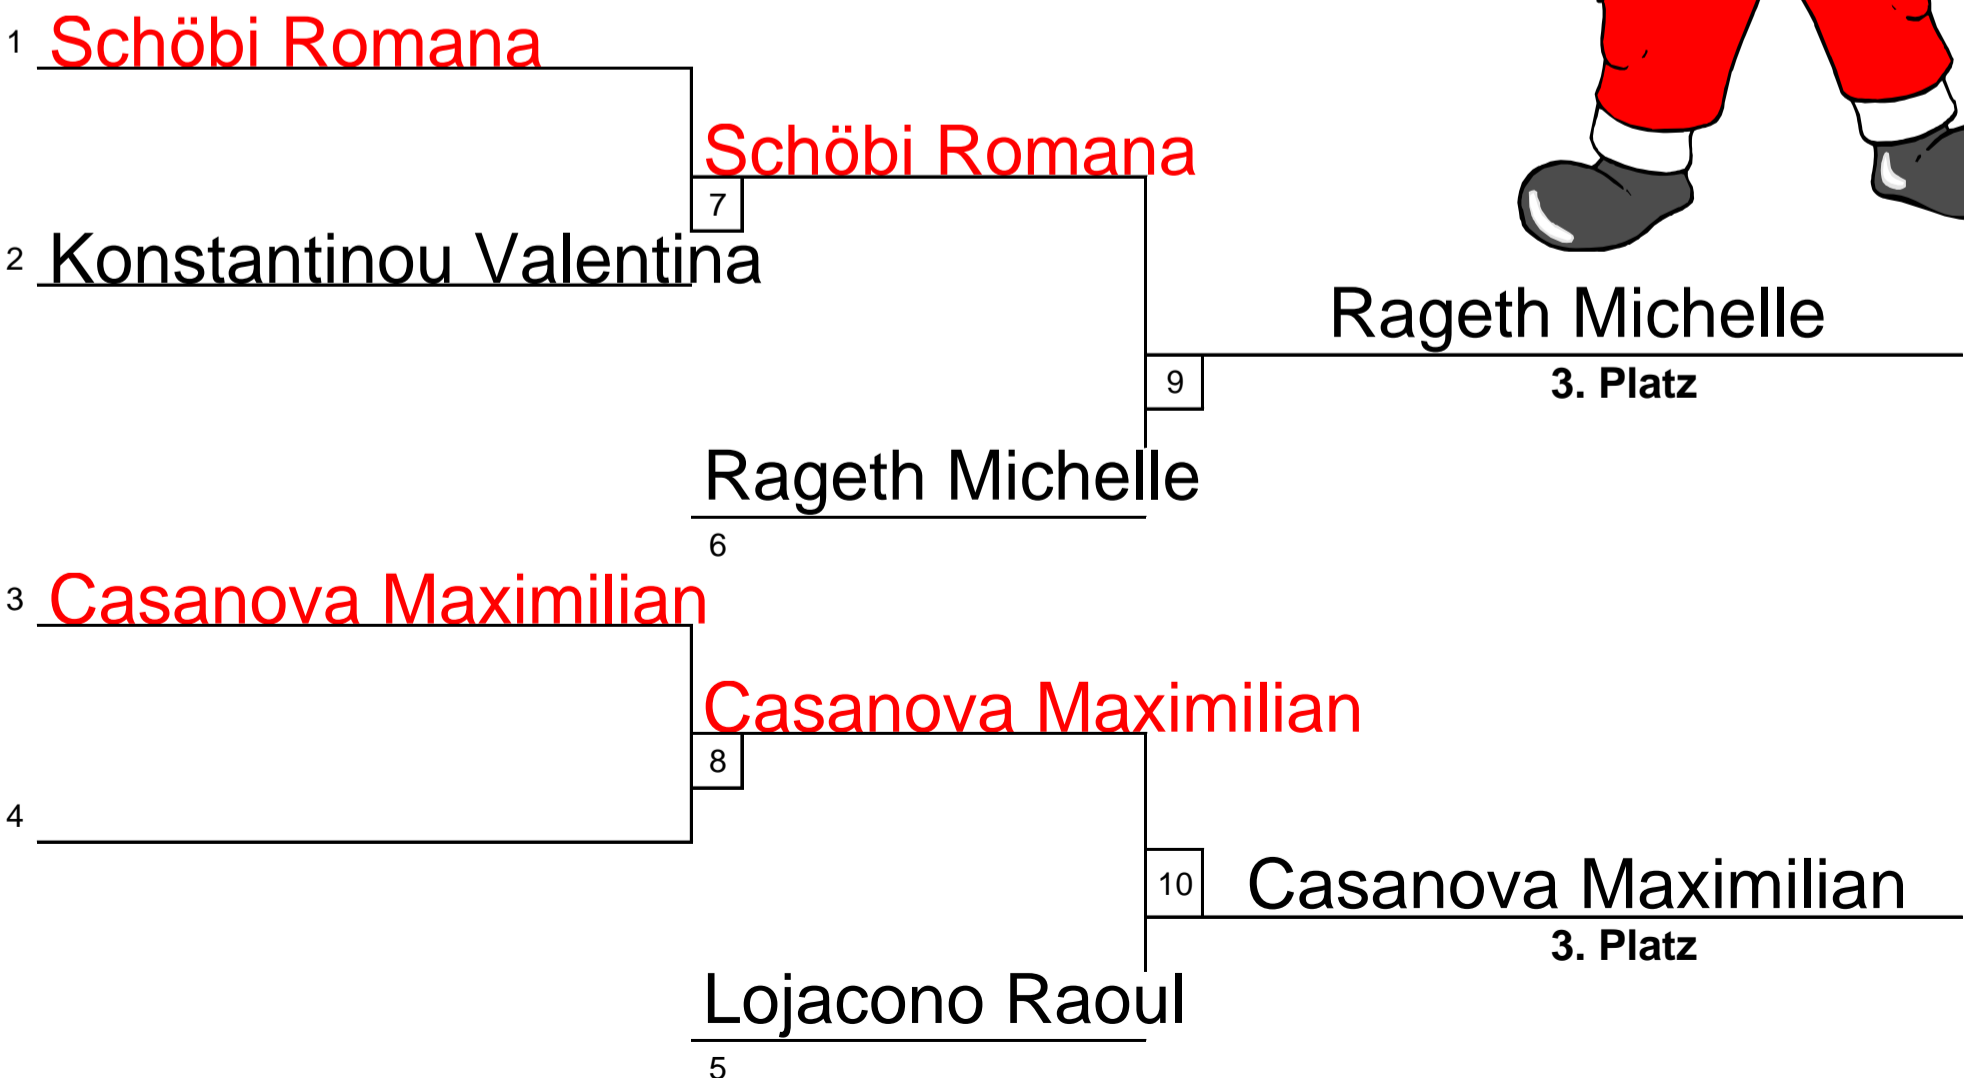 1 Schöbi Romana
Schöbi Romana
7
2 Konstantinou Valentina
Rageth Michelle
9
3. Platz
Rageth Michelle
6
3 Casanova Maximilian
Casanova Maximilian
8
4
10 Casanova Maximilian
3. Platz
Lojacono Raoul
5